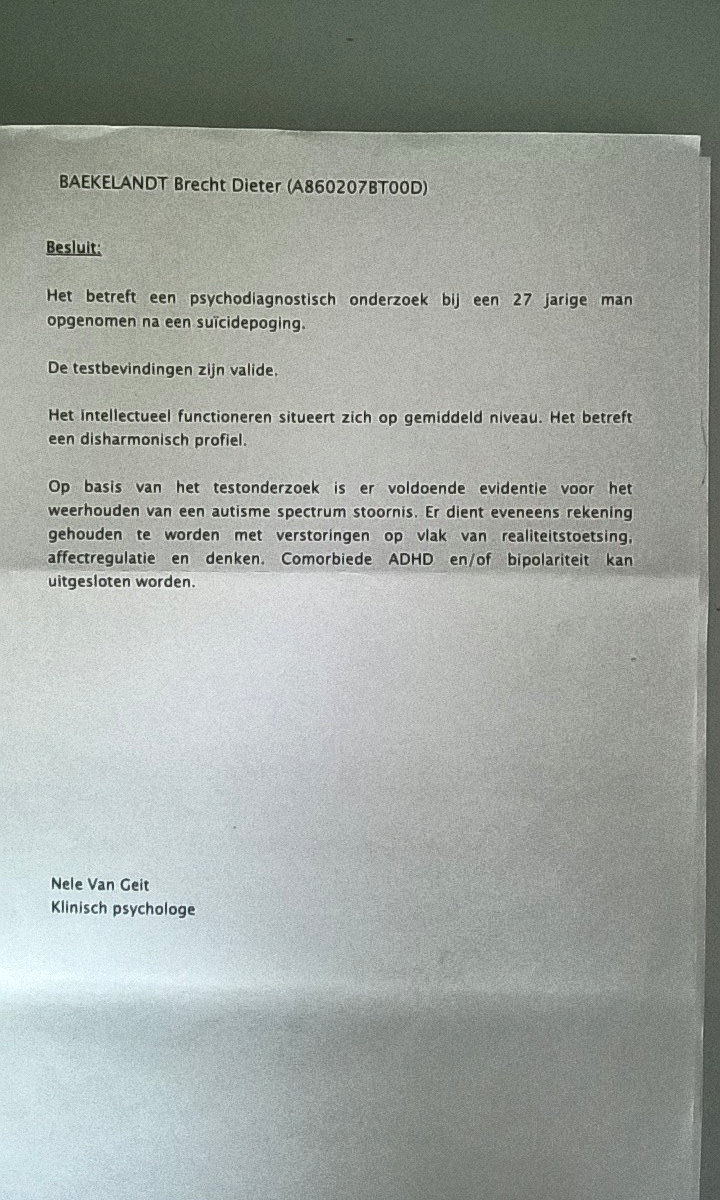 BAEKELANDT Brecht Dieter (A860207BT00D)
Besluit:
Het betreft een psychodiagnostisch onderzoek bij een 27 jarige man
opgenomen na een suïcidepoging.
De testbevindingen zijn valide.
Het intellectueel functioneren situeert zich op gemiddeld niveau. Het betreft
een disharmonisch profiel.
Op basis van het testonderzoek is er voldoende evidentie voor het
weerhouden van een autisme spectrum stoornis. Er dient eveneens rekening
gehouden te worden met verstoringen op vlak van realiteitstoetsing,
affectregulatie en denken. Comorbiede ADHD en/of bipolariteit kan
uitgesloten worden.
Nele Van Geit
Klinisch psychologe